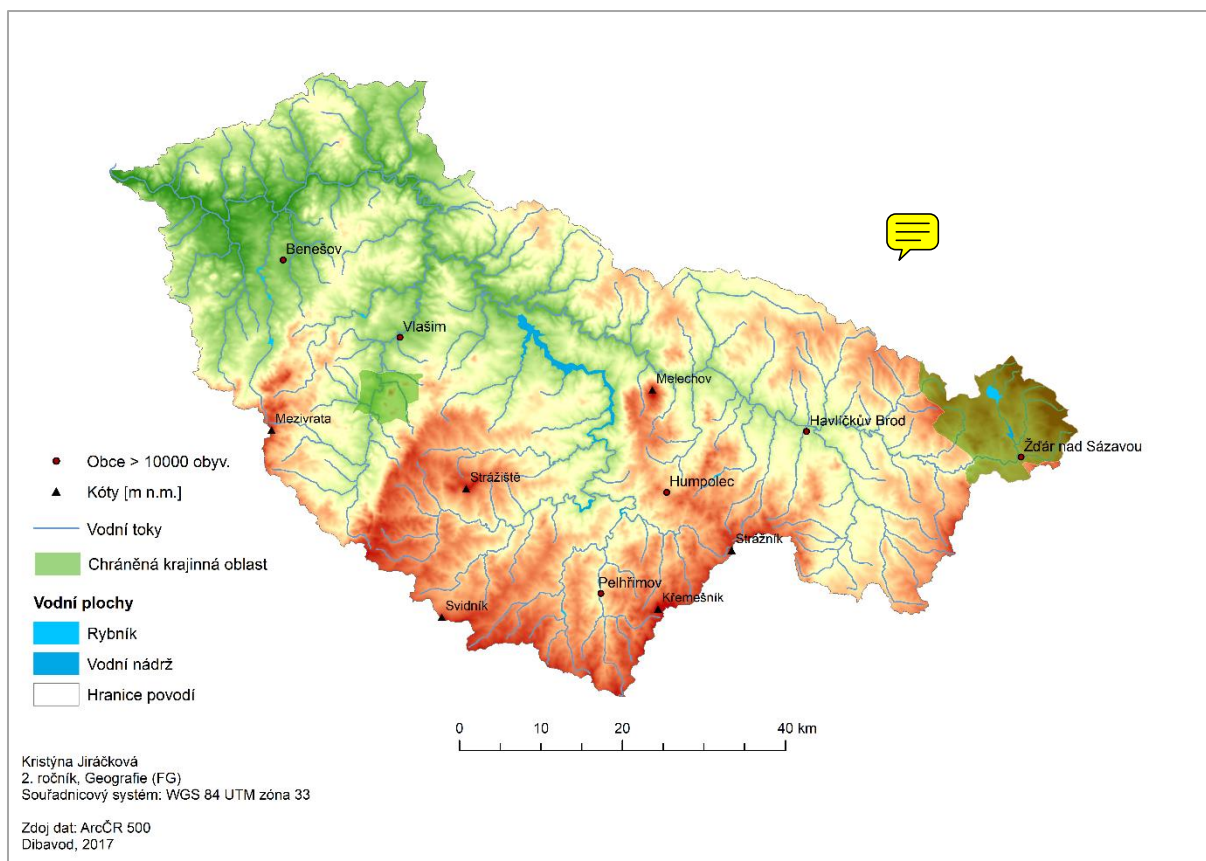 Benešov
Vlašim
Melechov
Mezivrata
Havlíčkův Brod
Žďár nad Sázavou
Obce > 10000 obyv.
Strážiště
Humpolec
Kóty [m n.m.]
Vodní toky
Strážník
Chráněná krajinná oblast
Pelhřimov
Křemešník
Vodní plochy
Svidník
Rybník
Vodní nádrž
Hranice povodí
0 10 20 40 km
Kristýna Jiráčková
2. ročník, Geografie (FG)
Souřadnicový systém: WGS 84 UTM zóna 33
Zdoj dat: ArcČR 500
Dibavod, 2017